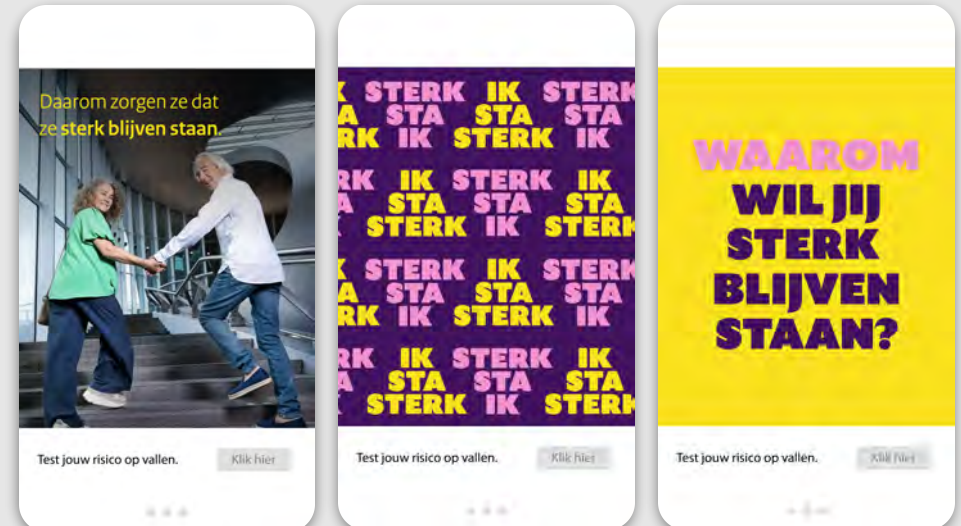 Daarom zorgen ze dat
ze sterk blijven staan.
Test jouw risico op vallen.
Klik hier
K STERK IK STERK
A STA STA STA
RK IK STERK IK
RK IK STERK IK
A STA STA STA
STERK IK STERK
K STERK IK STERK
A STA STA STA
RK IK STERK IK
RK IK STERK IK
A STA STA STA
STERK IK STERK
Test jouw risico op vallen.
Klik hier
WAAROM
WIL JIJ
STERK
BLIJVEN
STAAN?
Test jouw risico op vallen.
Klik hier